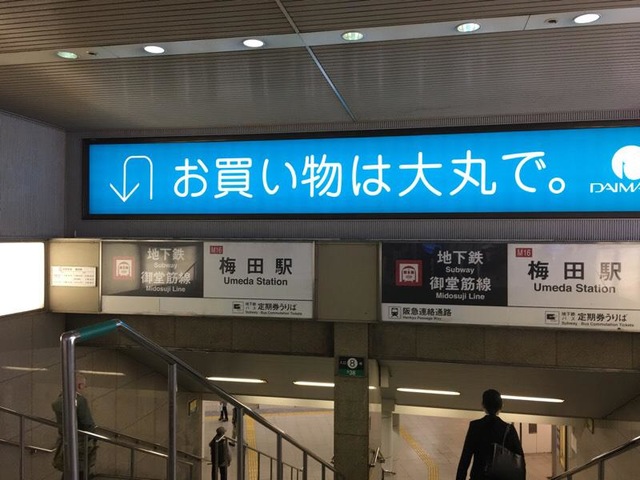 お買い物は大丸で。
DAIMA
地下鉄
Subway
御堂筋線
Midosuji Line
M16
梅田駅
Umeda Station
定期券うりば
地下鉄
Subway
御堂筋線
Midosuji Line
M16
梅田駅
Umeda Station
阪急連絡通路
定期券うりば
8